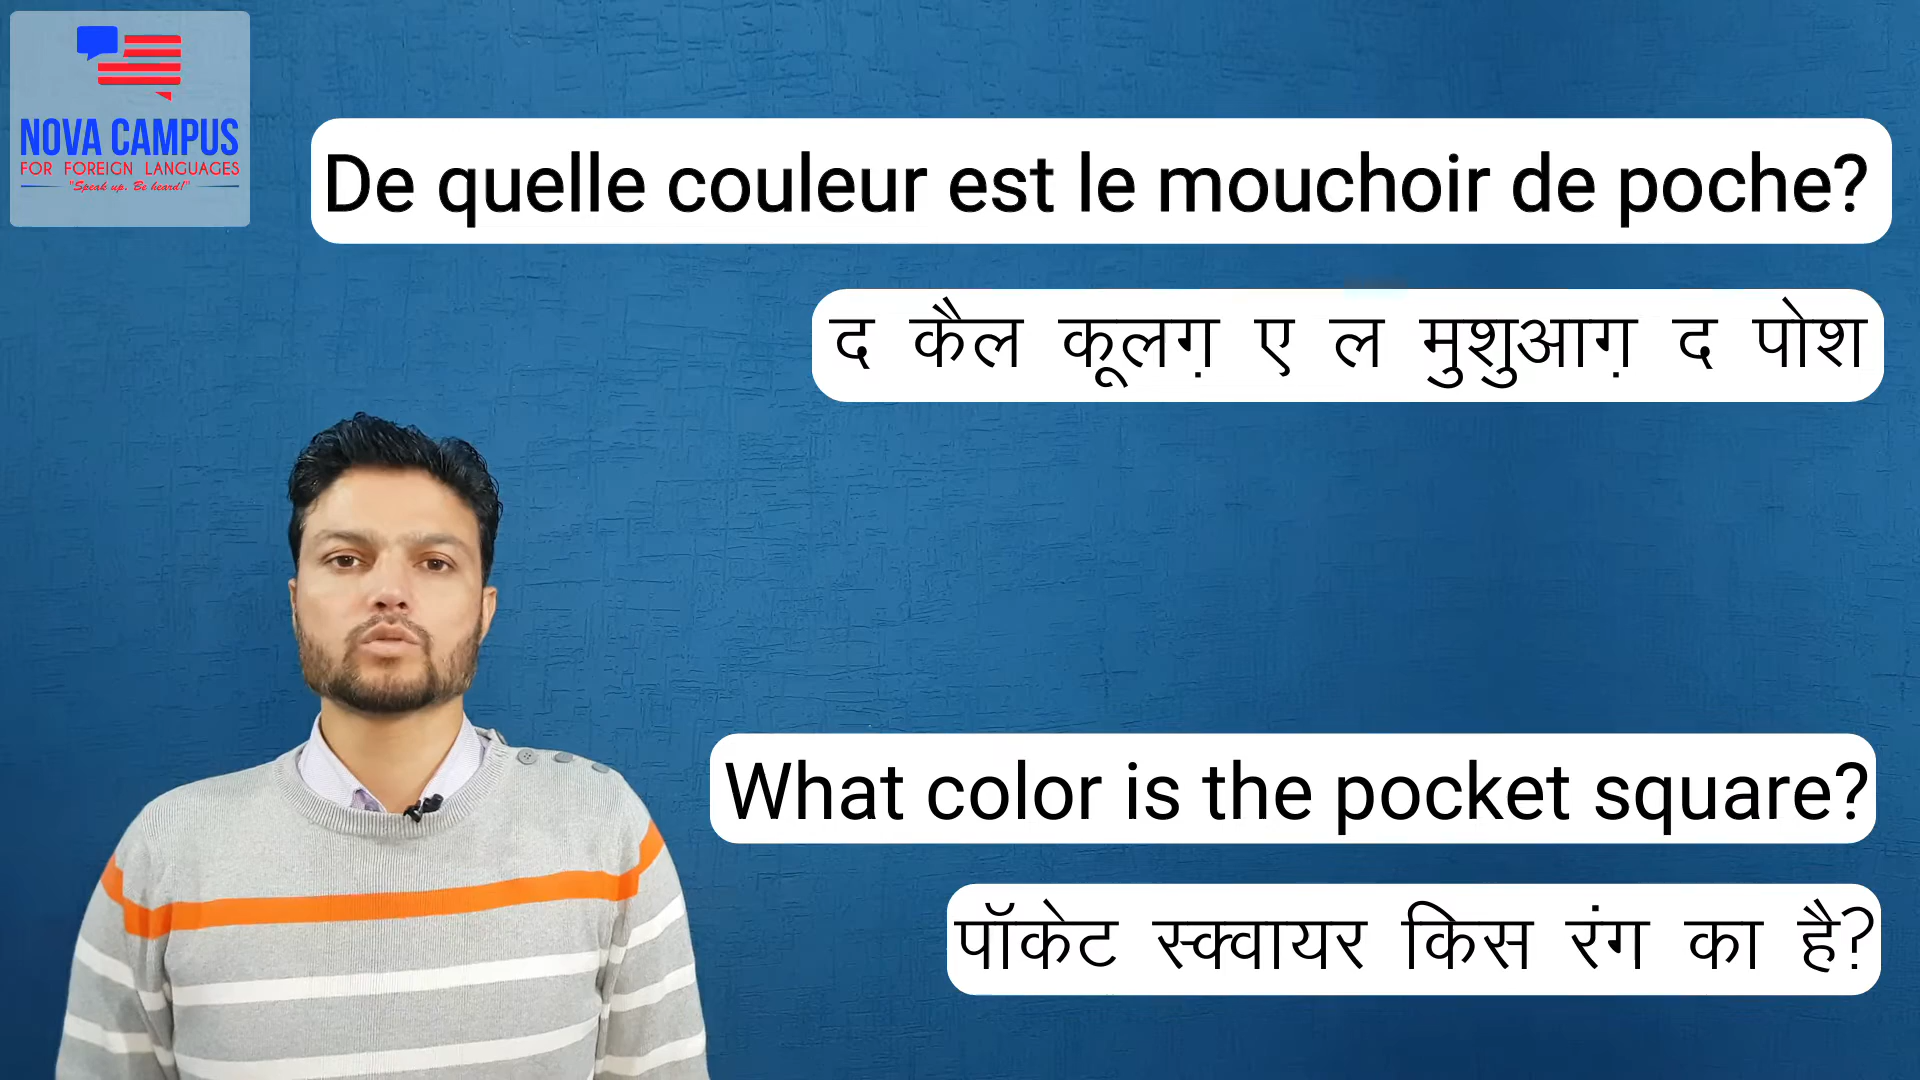 NOVA CAMPUS
FOR FOREIGN LANGUAGES
"Speak up. Be heard!"
De quelle couleur est le mouchoir de poche?
द कैल कूलग़ ए ल मुशुआग़ द पोश
What color is the pocket square?
पॉकेट स्क्वायर किस रंग का है?